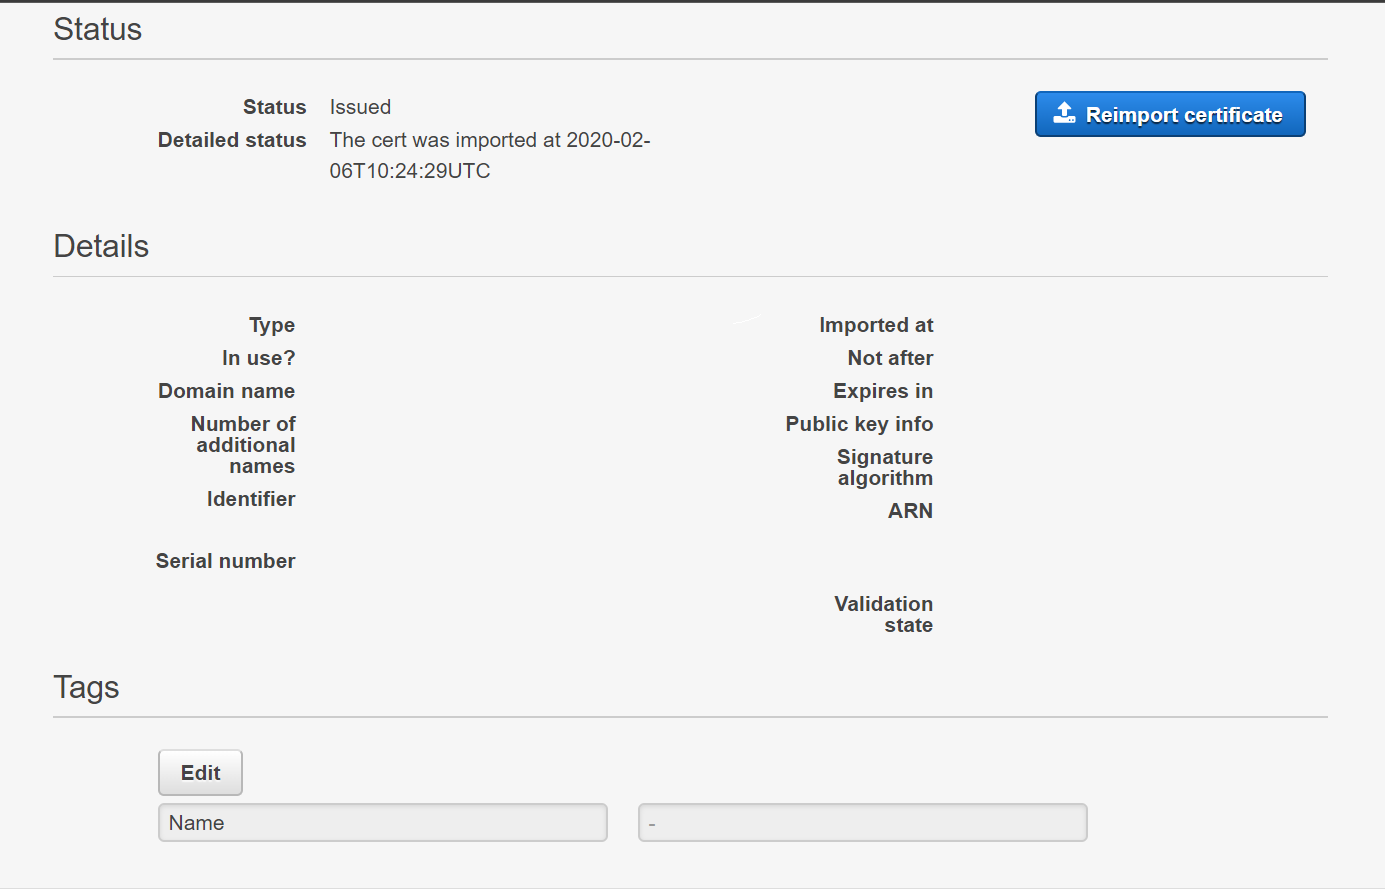 Status
Status Issued
Reimport certificate
Detailed status The cert was imported at 2020-02-
06T10:24:29UTC
Details
Type
In use?
Domain name
Number of
additional
names
Identifier
Serial number
Imported at
Not after
Expires in
Public key info
Signature
algorithm
ARN
Validation
state
Tags
Edit
Name -